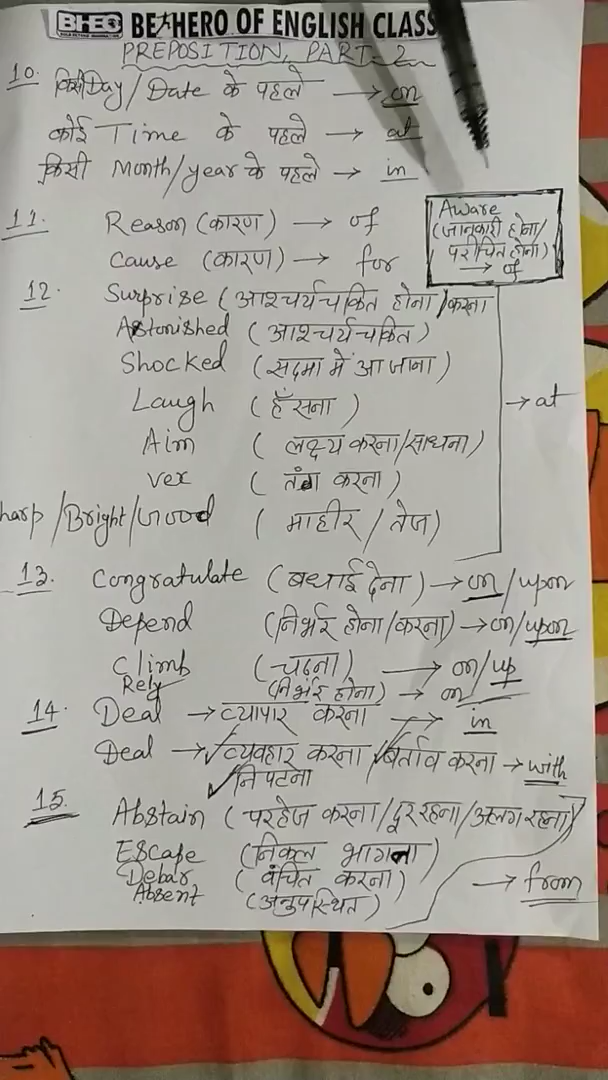 BHEC BE A HERO OF ENGLISH CLASS
PREPOSITION, PART-2
10. किसी Day/Date के पहले → on
कोई Time के पहले → at
किसी Month/year के पहले → in
11. Reason (कारण) → of
Cause (कारण) → for
Aware
(जानकारी होना/
परीचित होना)
→ of
12. Surprise (आश्चर्यचकित होना/करना
Astonished (आश्चर्यचकित)
Shocked (सदमा में आ जाना)
Laugh (हँसना)
→ at
Aim (लक्ष्य करना/साधना)
vex (तंग करना)
harp/Bright/Good (माहीर/तेज)
13. Congratulate (बधाई देना) → on/upon
Depend (निर्भर होना/करना) → on/upon
Climb (चढ़ना) → on/up
Rely (निर्भर होना) → on
14. Deal → व्यापार करना → in
Deal → व्यवहार करना/बर्ताव करना → with
निपटना
15. Abstain (परहेज करना/दूर रहना/अलग रहना)
Escape (निकल भागना)
Debar (वंचित करना) → from
Absent (अनुपस्थित)